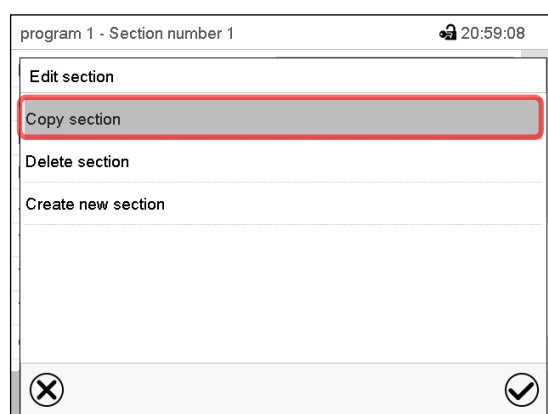 program 1 - Section number 1 20:59:08
Edit section
Copy section
Delete section
Create new section